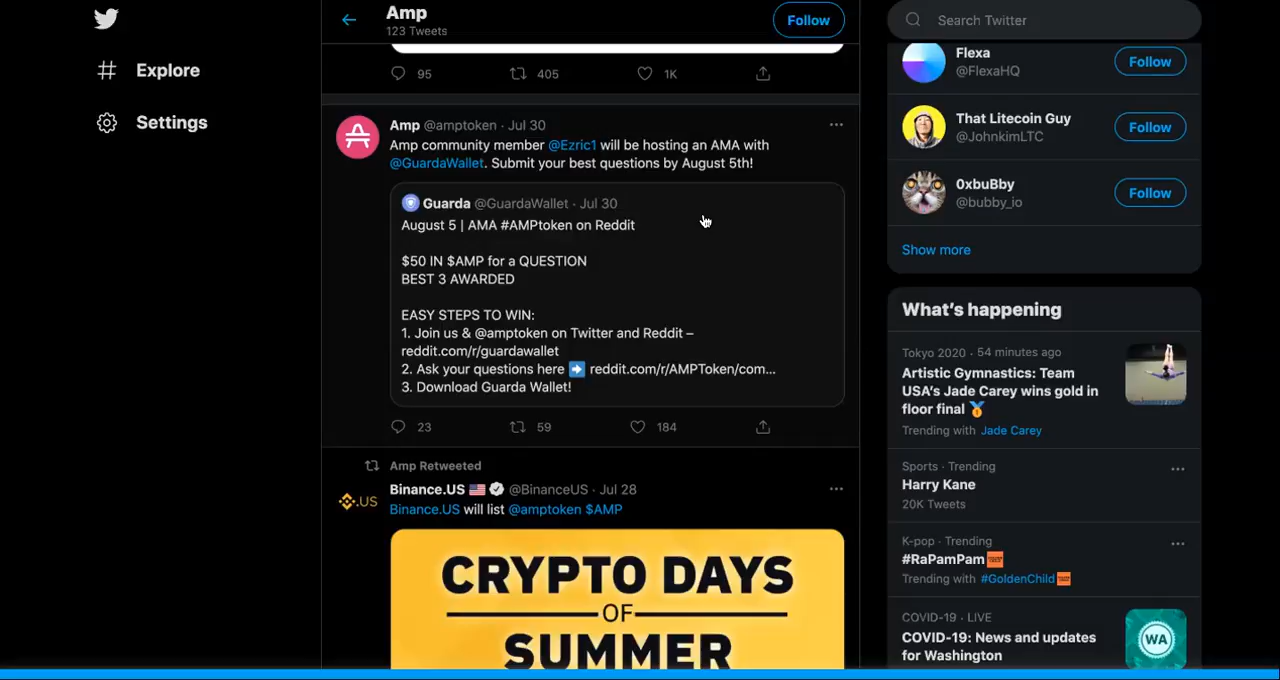 Explore
Settings
Amp
123 Tweets
Follow
95 405 1K
Amp @amptoken · Jul 30
Amp community member @Ezric1 will be hosting an AMA with
@GuardaWallet. Submit your best questions by August 5th!
Guarda @GuardaWallet · Jul 30
August 5 | AMA #AMPtoken on Reddit
$50 IN $AMP for a QUESTION
BEST 3 AWARDED
EASY STEPS TO WIN:
1. Join us & @amptoken on Twitter and Reddit –
reddit.com/r/guardawallet
2. Ask your questions here ➡️ reddit.com/r/AMPToken/com...
3. Download Guarda Wallet!
23 59 184
Amp Retweeted
Binance.US 🇺🇸 @BinanceUS · Jul 28
Binance.US will list @amptoken $AMP
.US
CRYPTO DAYS
OF
SUMMER
Search Twitter
Flexa
@FlexaHQ
Follow
That Litecoin Guy
@JohnkimLTC
Follow
0xbuBby
@bubby_io
Follow
Show more
What's happening
Tokyo 2020 · 54 minutes ago
Artistic Gymnastics: Team
USA's Jade Carey wins gold in
floor final 🥇
Trending with Jade Carey
Sports · Trending
Harry Kane
20K Tweets
K-pop · Trending
#RaPamPam
Trending with #GoldenChild
COVID-19 · LIVE
COVID-19: News and updates
for Washington
WA